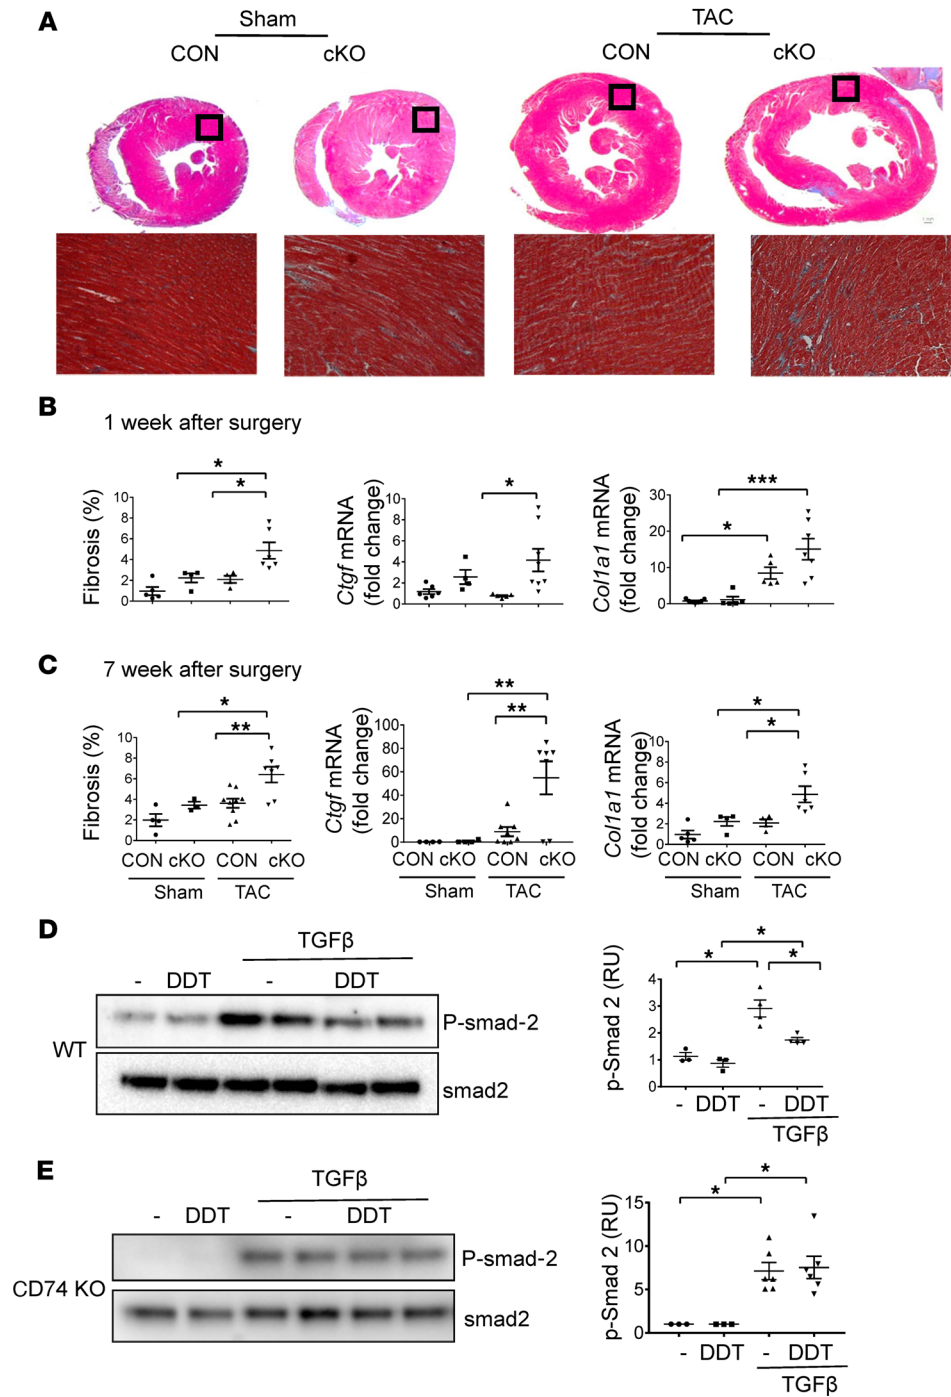 A
Sham
TAC
CON
cKO
CON
cKO
B
1 week after surgery
*
*
Fibrosis (%)
10
8
6
4
2
0
*
Ctgf mRNA
(fold change)
10
8
6
4
2
0
***
*
Col1a1 mRNA
(fold change)
30
20
10
0
C
7 week after surgery
*
**
Fibrosis (%)
10
8
6
4
2
0
CON cKO CON cKO
Sham TAC
**
**
Ctgf mRNA
(fold change)
100
80
60
40
20
0
CON cKO CON cKO
Sham TAC
*
*
Col1a1 mRNA
(fold change)
10
8
6
4
2
0
CON cKO CON cKO
Sham TAC
D
TGFβ
- DDT - DDT
WT
P-smad-2
smad2
*
* *
p-Smad 2 (RU)
4
3
2
1
0
- DDT - DDT
TGFβ
E
TGFβ
- DDT - DDT
CD74 KO
P-smad-2
smad2
*
*
p-Smad 2 (RU)
15
10
5
0
- DDT - DDT
TGFβ